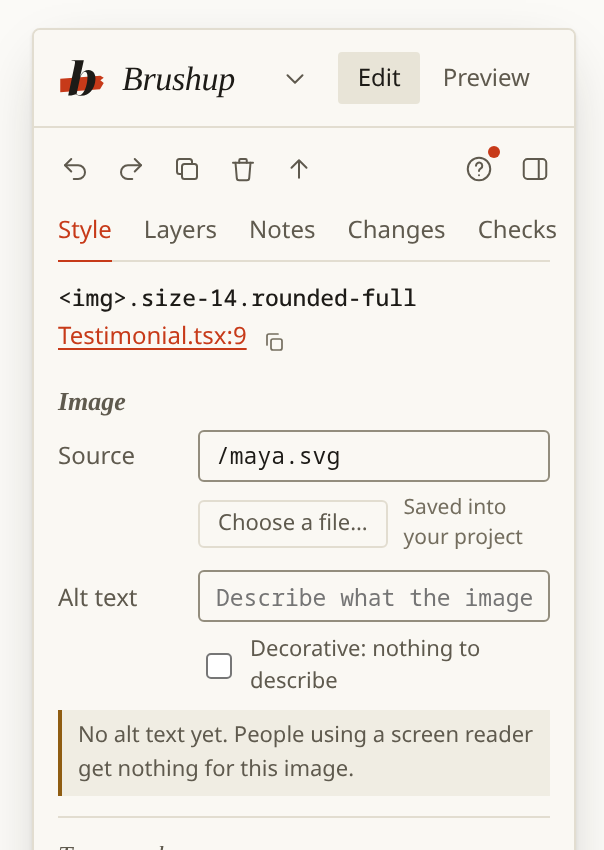 b Brushup
Edit Preview
Style Layers Notes Changes Checks
<img>.size-14.rounded-full
Testimonial.tsx:9
Image
Source /maya.svg
Choose a file... Saved into
your project
Alt text Describe what the image
Decorative: nothing to
describe
No alt text yet. People using a screen reader
get nothing for this image.